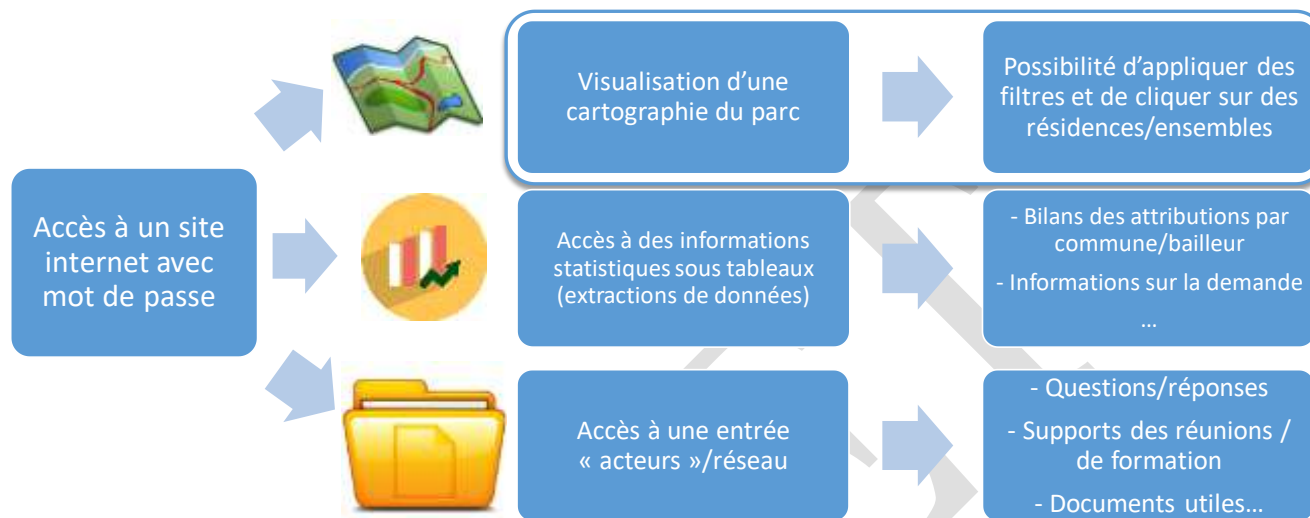 Accès à un site
internet avec
mot de passe
Visualisation d’une
cartographie du parc
Possibilité d’appliquer des
filtres et de cliquer sur des
résidences/ensembles
Accès à des informations
statistiques sous tableaux
(extractions de données)
- Bilans des attributions par
commune/bailleur
- Informations sur la demande
...
Accès à une entrée
« acteurs »/réseau
- Questions/réponses
- Supports des réunions /
de formation
- Documents utiles...